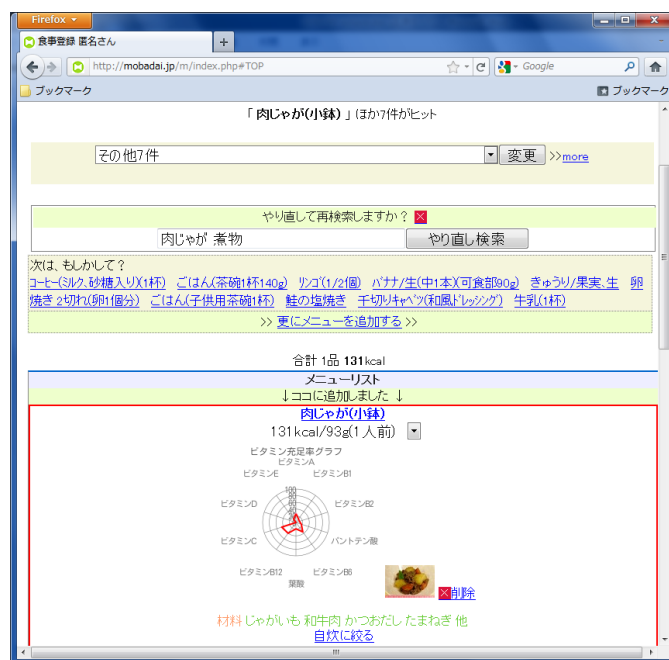 Firefox
食事登録 匿名さん
http://mobadai.jp/m/index.php#TOP
Google
ブックマーク
ブックマーク
「 肉じゃが(小鉢) 」 (ほか7件がヒット
その他7件
変更
>>more
やり直して再検索しますか？
肉じゃが 煮物
やり直し検索
次は、もしかして？
コーヒー(ミルク、砂糖入り)(1杯) ごはん(茶碗1杯140g) リンゴ(1/2個) バナナ/生(中1本)(可食部90g) きゅうり/果実、生 卵
焼き２切れ(卵1個分) ごはん(子供用茶碗1杯) 鮭の塩焼き 千切りキャベツ(和風ドレッシング) 牛乳(1杯)
>> 更にメニューを追加する >>
合計 1品 131kcal
メニューリスト
↓ココに追加しました ↓
肉じゃが(小鉢)
131kcal/93g(1人前)
ビタミン充足率グラフ
ビタミンA
ビタミンE
ビタミンB1
100
80
60
ビタミンD
ビタミンB2
ビタミンC
パントテン酸
ビタミンB12
ビタミンB6
葉酸
削除
材料 じゃがいも 和牛肉 かつおだし たまねぎ 他
自炊に絞る